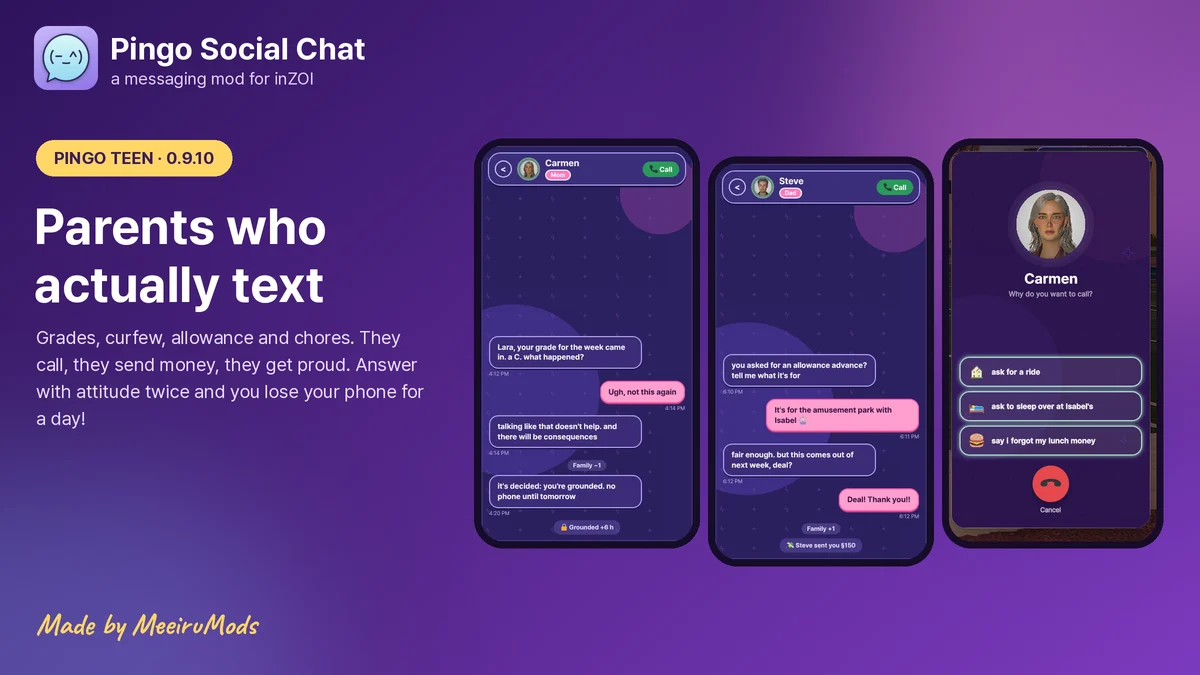 (–_^)
Pingo Social Chat
a messaging mod for inZOI
PINGO TEEN · 0.9.10
Parents who
actually text
Grades, curfew, allowance and chores. They
call, they send money, they get proud. Answer
with attitude twice and you lose your phone for
a day!
Made by MeeiruMods
<
Carmen
Mom
Call
Lara, your grade for the week came
in. a C. what happened?
4:12 PM
Ugh, not this again
4:14 PM
talking like that doesn't help. and
there will be consequences
4:14 PM
Family −1
it's decided: you're grounded. no
phone until tomorrow
4:20 PM
🔒 Grounded +6 h
<
Steve
Dad
Call
you asked for an allowance advance?
tell me what it's for
6:10 PM
It's for the amusement park with
Isabel 🎡
6:11 PM
fair enough. but this comes out of
next week, deal?
6:12 PM
Deal! Thank you!!
6:12 PM
Family +1
💸 Steve sent you §150
Carmen
Why do you want to call?
ask for a ride
ask to sleep over at Isabel's
say I forgot my lunch money
Cancel